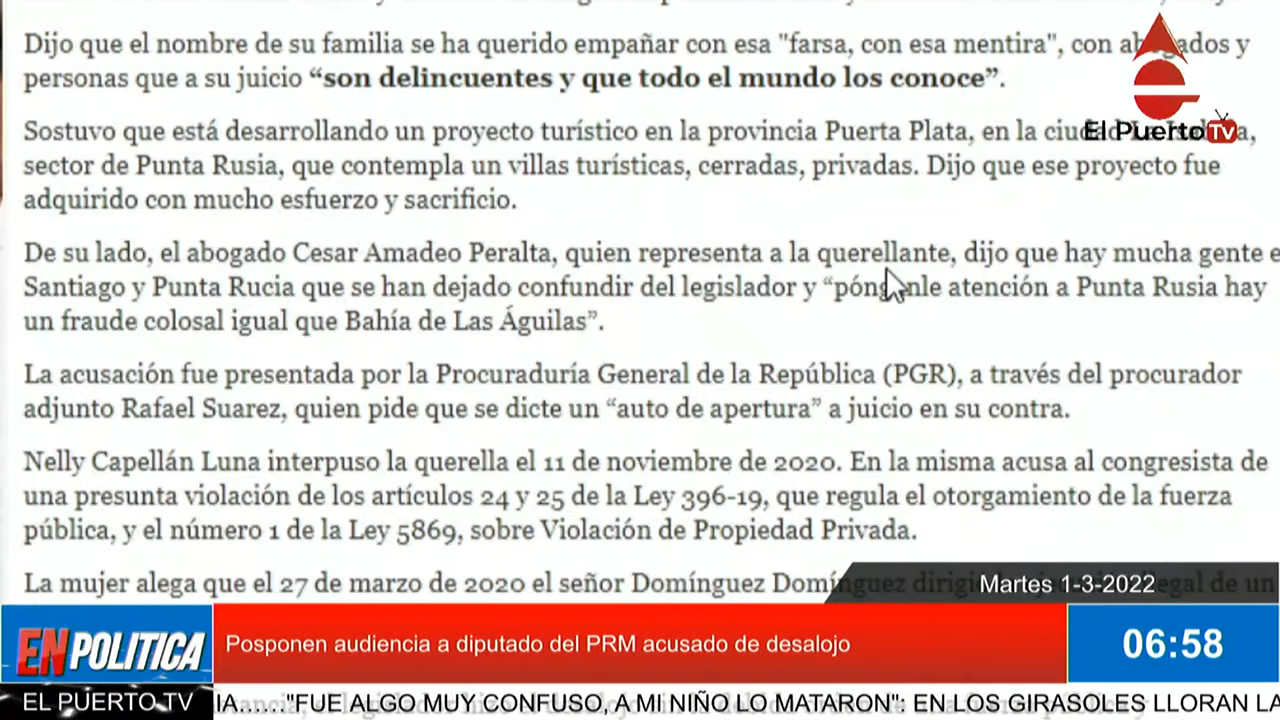 Dijo que el nombre de su familia se ha querido empañar con esa "farsa, con esa mentira", con abogados y
personas que a su juicio “son delincuentes y que todo el mundo los conoce”.
El Puerto TV
Sostuvo que está desarrollando un proyecto turístico en la provincia Puerta Plata, en la ciudad
sector de Punta Rusia, que contempla un villas turísticas, cerradas, privadas. Dijo que ese proyecto fue
adquirido con mucho esfuerzo y sacrificio.
De su lado, el abogado Cesar Amadeo Peralta, quien representa a la querellante, dijo que hay mucha gente e
Santiago y Punta Rucia que se han dejado confundir del legislador y “pónganle atención a Punta Rusia hay
un fraude colosal igual que Bahía de Las Águilas”.
La acusación fue presentada por la Procuraduría General de la República (PGR), a través del procurador
adjunto Rafael Suarez, quien pide que se dicte un “auto de apertura” a juicio en su contra.
Nelly Capellán Luna interpuso la querella el 11 de noviembre de 2020. En la misma acusa al congresista de
una presunta violación de los artículos 24 y 25 de la Ley 396-19, que regula el otorgamiento de la fuerza
pública, y el número 1 de la Ley 5869, sobre Violación de Propiedad Privada.
La mujer alega que el 27 de marzo de 2020 el señor Domínguez Domínguez
Martes 1-3-2022
EN POLITICA
Posponen audiencia a diputado del PRM acusado de desalojo
06:58
EL PUERTO TV
IA......"FUE ALGO MUY CONFUSO, A MI NIÑO LO MATARON": EN LOS GIRASOLES LLORAN LA